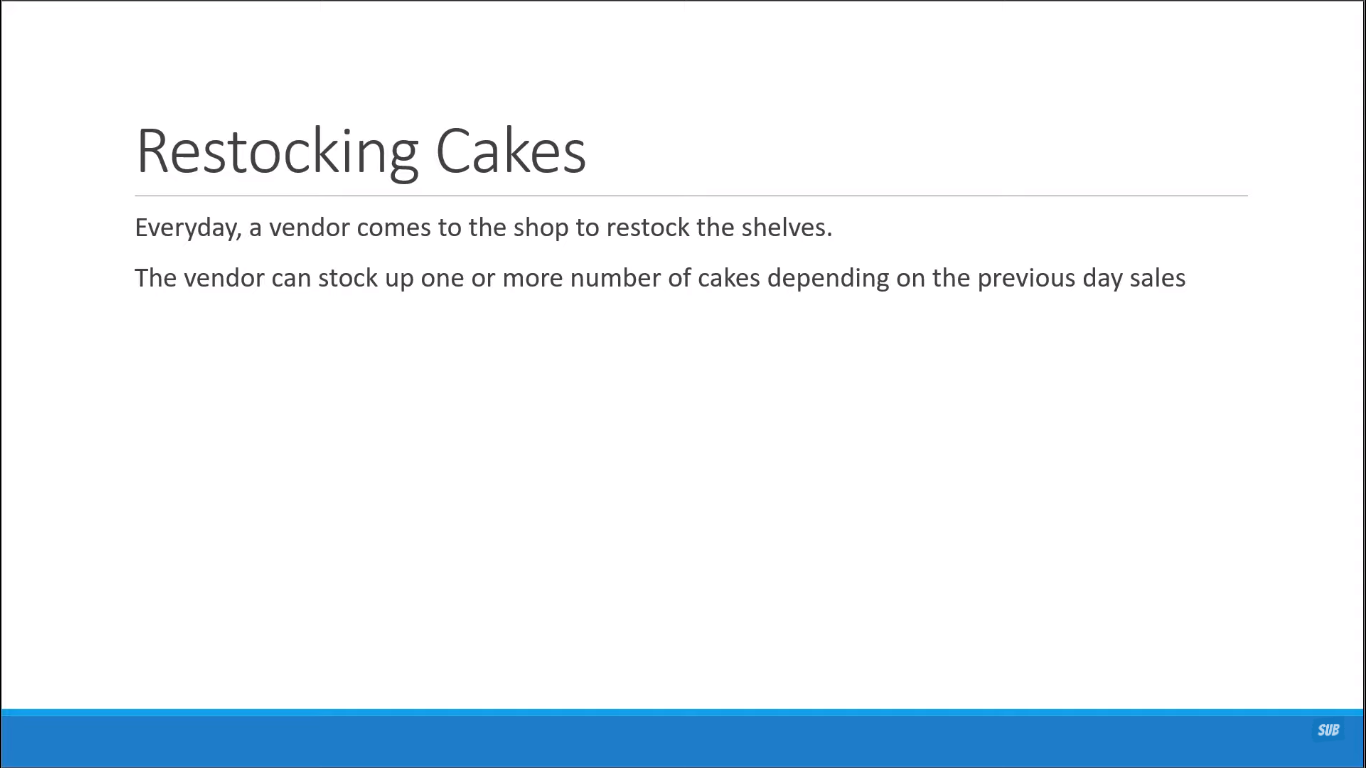 Restocking Cakes
Everyday, a vendor comes to the shop to restock the shelves.
The vendor can stock up one or more number of cakes depending on the previous day sales
SUB